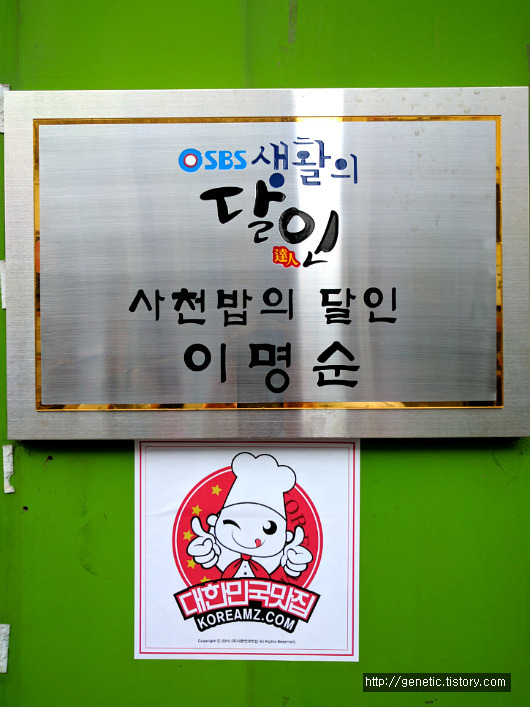 SBS 생활의
달인
達人
사천밥의 달인
이명순
KOREA
대한민국맛집
KOREAMZ.COM
http://genetic.tistory.com